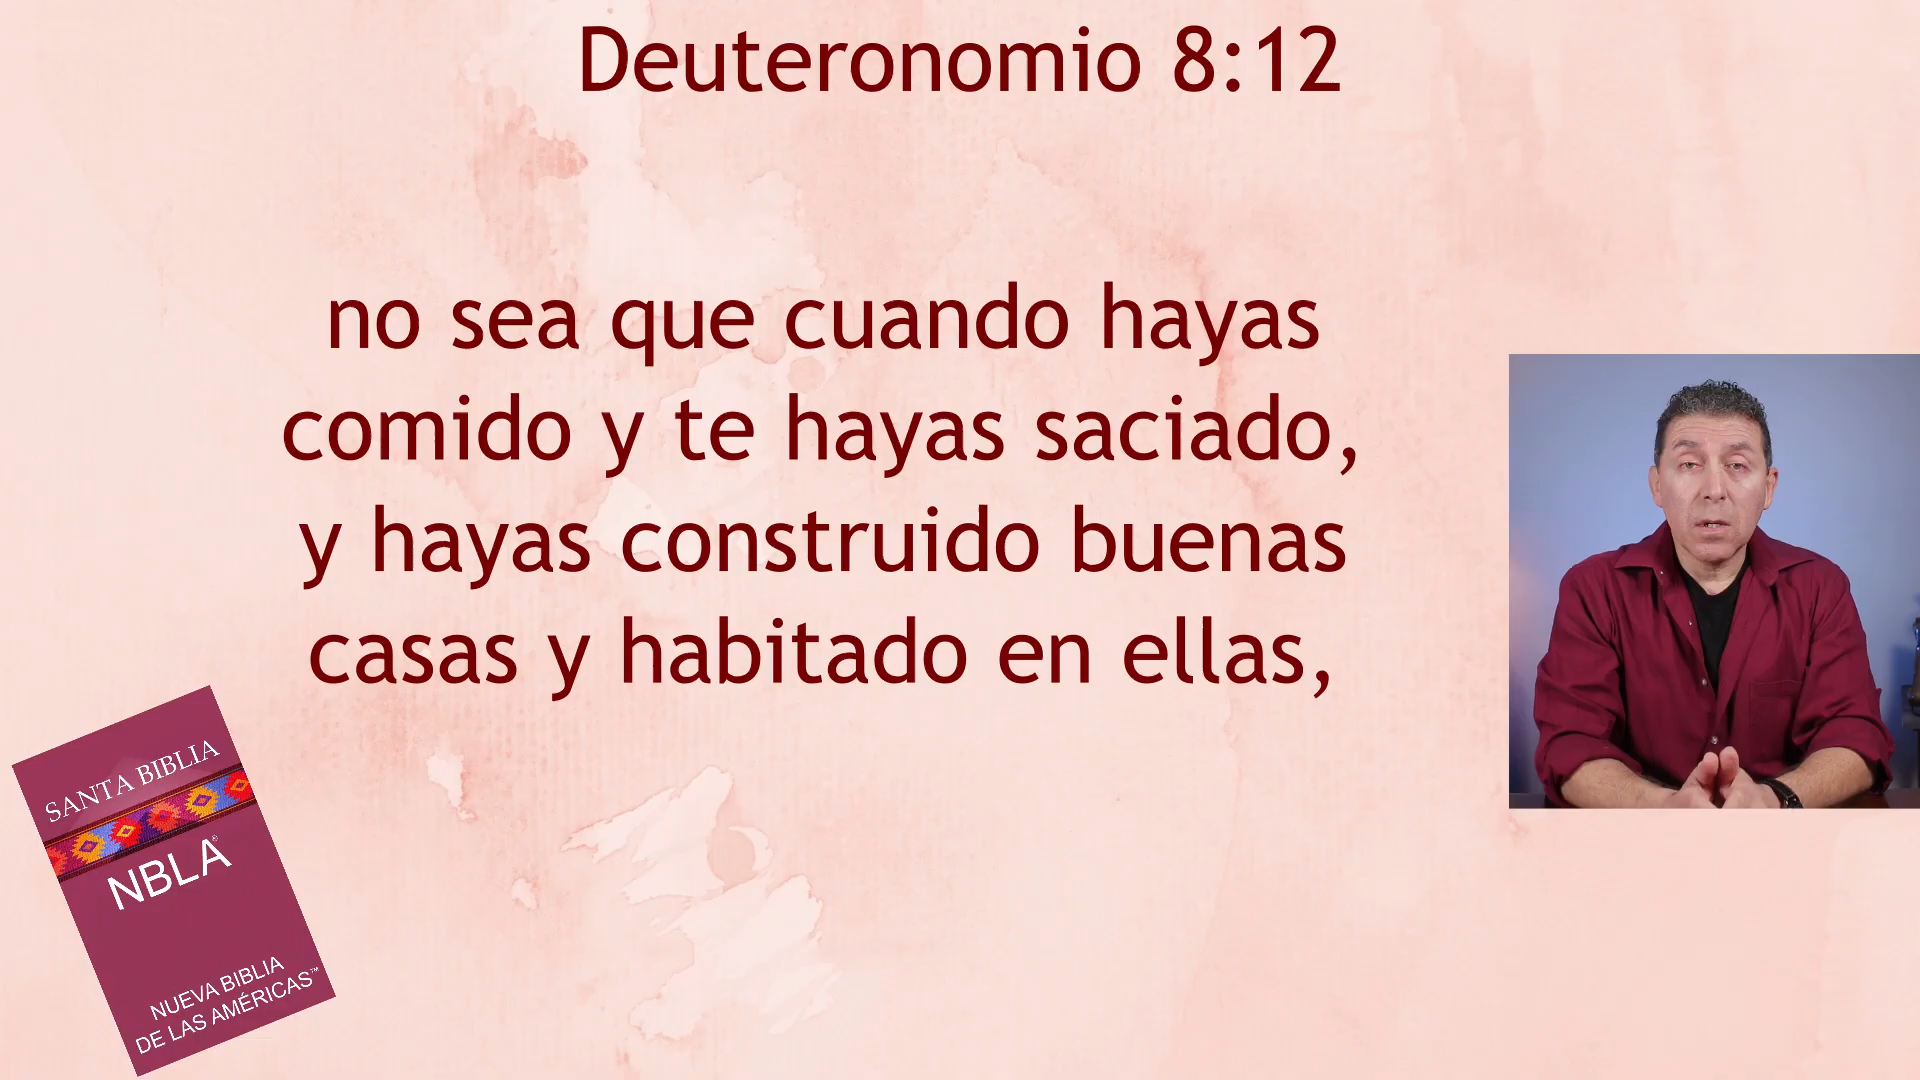 Deuteronomio 8:12
no sea que cuando hayas
comido y te hayas saciado,
y hayas construido buenas
casas y habitado en ellas,
SANTA BIBLIA
NBLA®
NUEVA BIBLIA
DE LAS AMÉRICAS™